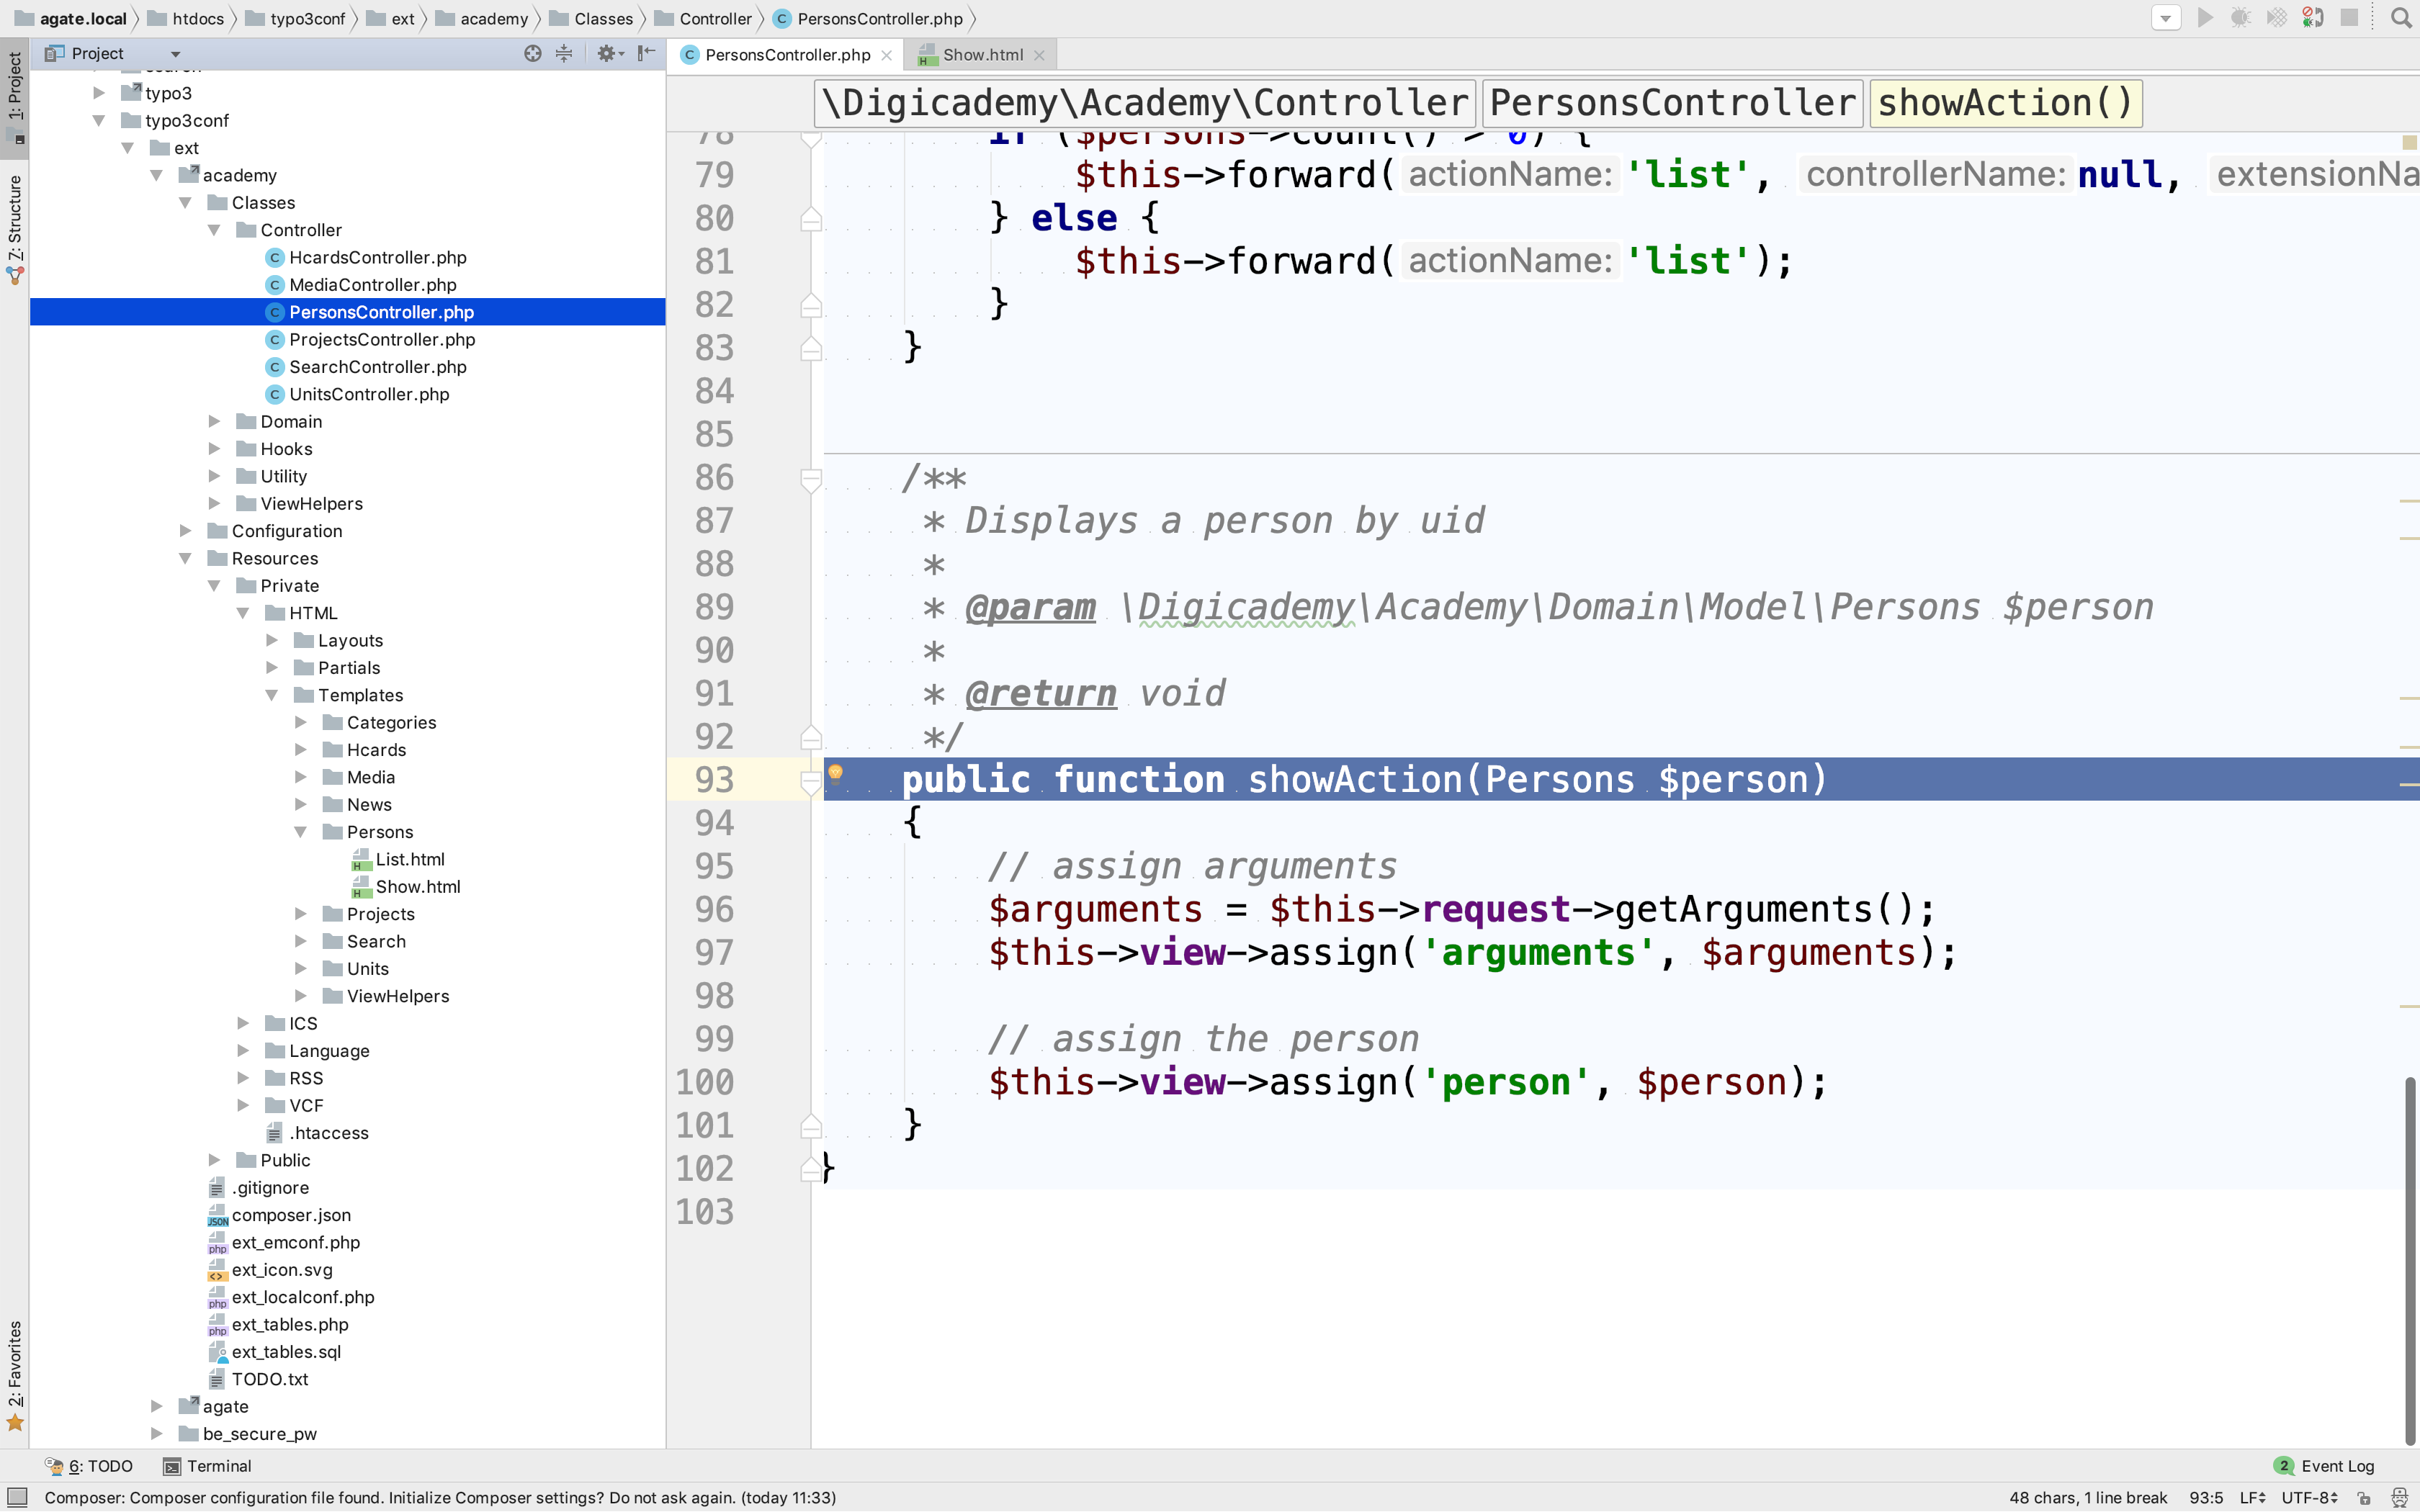 agate.local htdocs typo3conf ext academy Classes Controller PersonsController.php
1: Project
Z: Structure
2: Favorites
Project
search
typo3
typo3conf
ext
academy
Classes
Controller
HcardsController.php
MediaController.php
PersonsController.php
ProjectsController.php
SearchController.php
UnitsController.php
Domain
Hooks
Utility
ViewHelpers
Configuration
Resources
Private
HTML
Layouts
Partials
Templates
Categories
Hcards
Media
News
Persons
List.html
Show.html
Projects
Search
Units
ViewHelpers
ICS
Language
RSS
VCF
.htaccess
Public
.gitignore
composer.json
ext_emconf.php
ext_icon.svg
ext_localconf.php
ext_tables.php
ext_tables.sql
TODO.txt
agate
be_secure_pw
PersonsController.php Show.html
\Digicademy\Academy\Controller PersonsController showAction()
78 if ($persons->count() > 0) {
79 $this->forward( actionName: 'list', controllerName: null, extensionNa
80 } else {
81 $this->forward( actionName: 'list');
82 }
83 }
84
85
86 /**
87 * Displays a person by uid
88 *
89 * @param \Digicademy\Academy\Domain\Model\Persons $person
90 *
91 * @return void
92 */
93 public function showAction(Persons $person)
94 {
95 // assign arguments
96 $arguments = $this->request->getArguments();
97 $this->view->assign('arguments', $arguments);
98
99 // assign the person
100 $this->view->assign('person', $person);
101 }
102 }
103
6: TODO Terminal 2 Event Log
Composer: Composer configuration file found. Initialize Composer settings? Do not ask again. (today 11:33) 48 chars, 1 line break 93:5 LF UTF-8